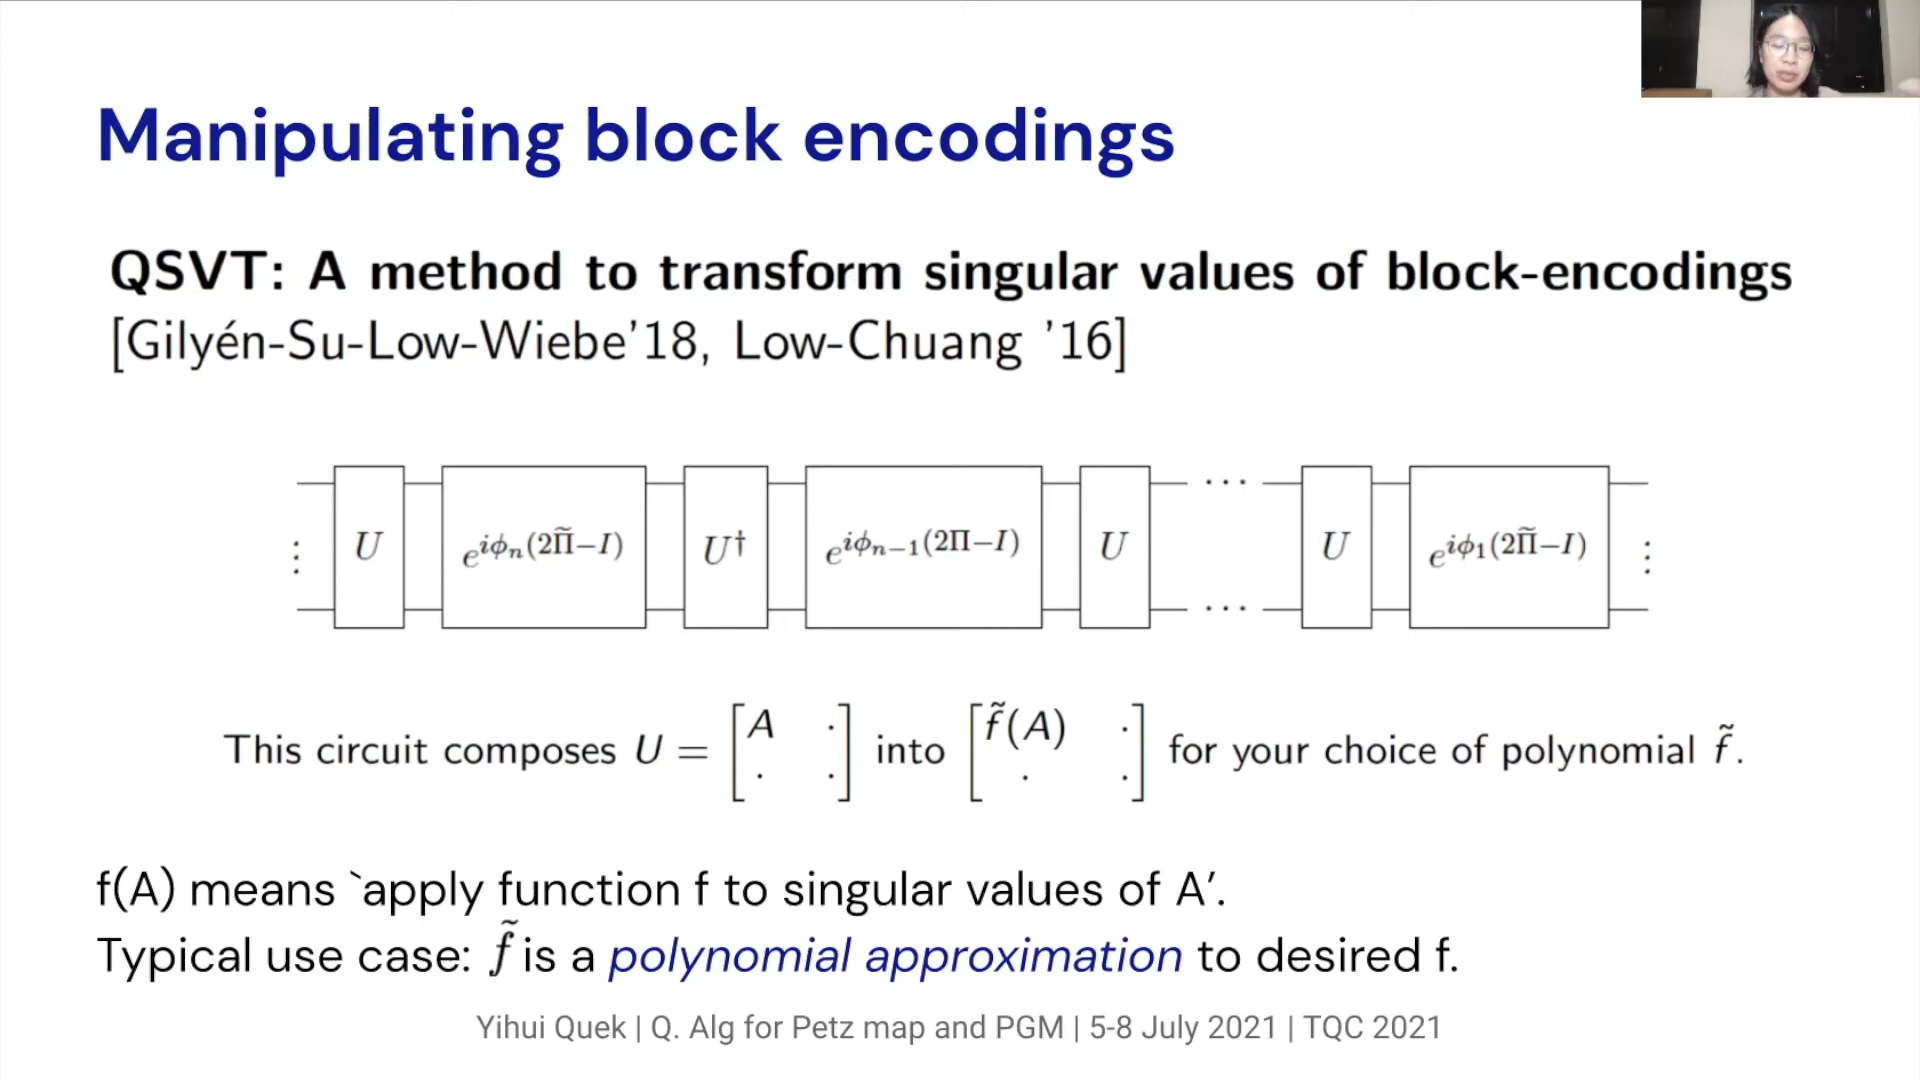 Manipulating block encodings
QSVT: A method to transform singular values of block-encodings
[Gilyén-Su-Low-Wiebe'18, Low-Chuang '16]
U e^{iϕ_n(2Π̃−I)} U† e^{iϕ_{n−1}(2Π−I)} U ··· U e^{iϕ_1(2Π̃−I)}
This circuit composes U = [A · · ·] into [f̃(A) · · ·] for your choice of polynomial f̃.
f(A) means `apply function f to singular values of A'.
Typical use case: f̃ is a polynomial approximation to desired f.
Yihui Quek | Q. Alg for Petz map and PGM | 5-8 July 2021 | TQC 2021